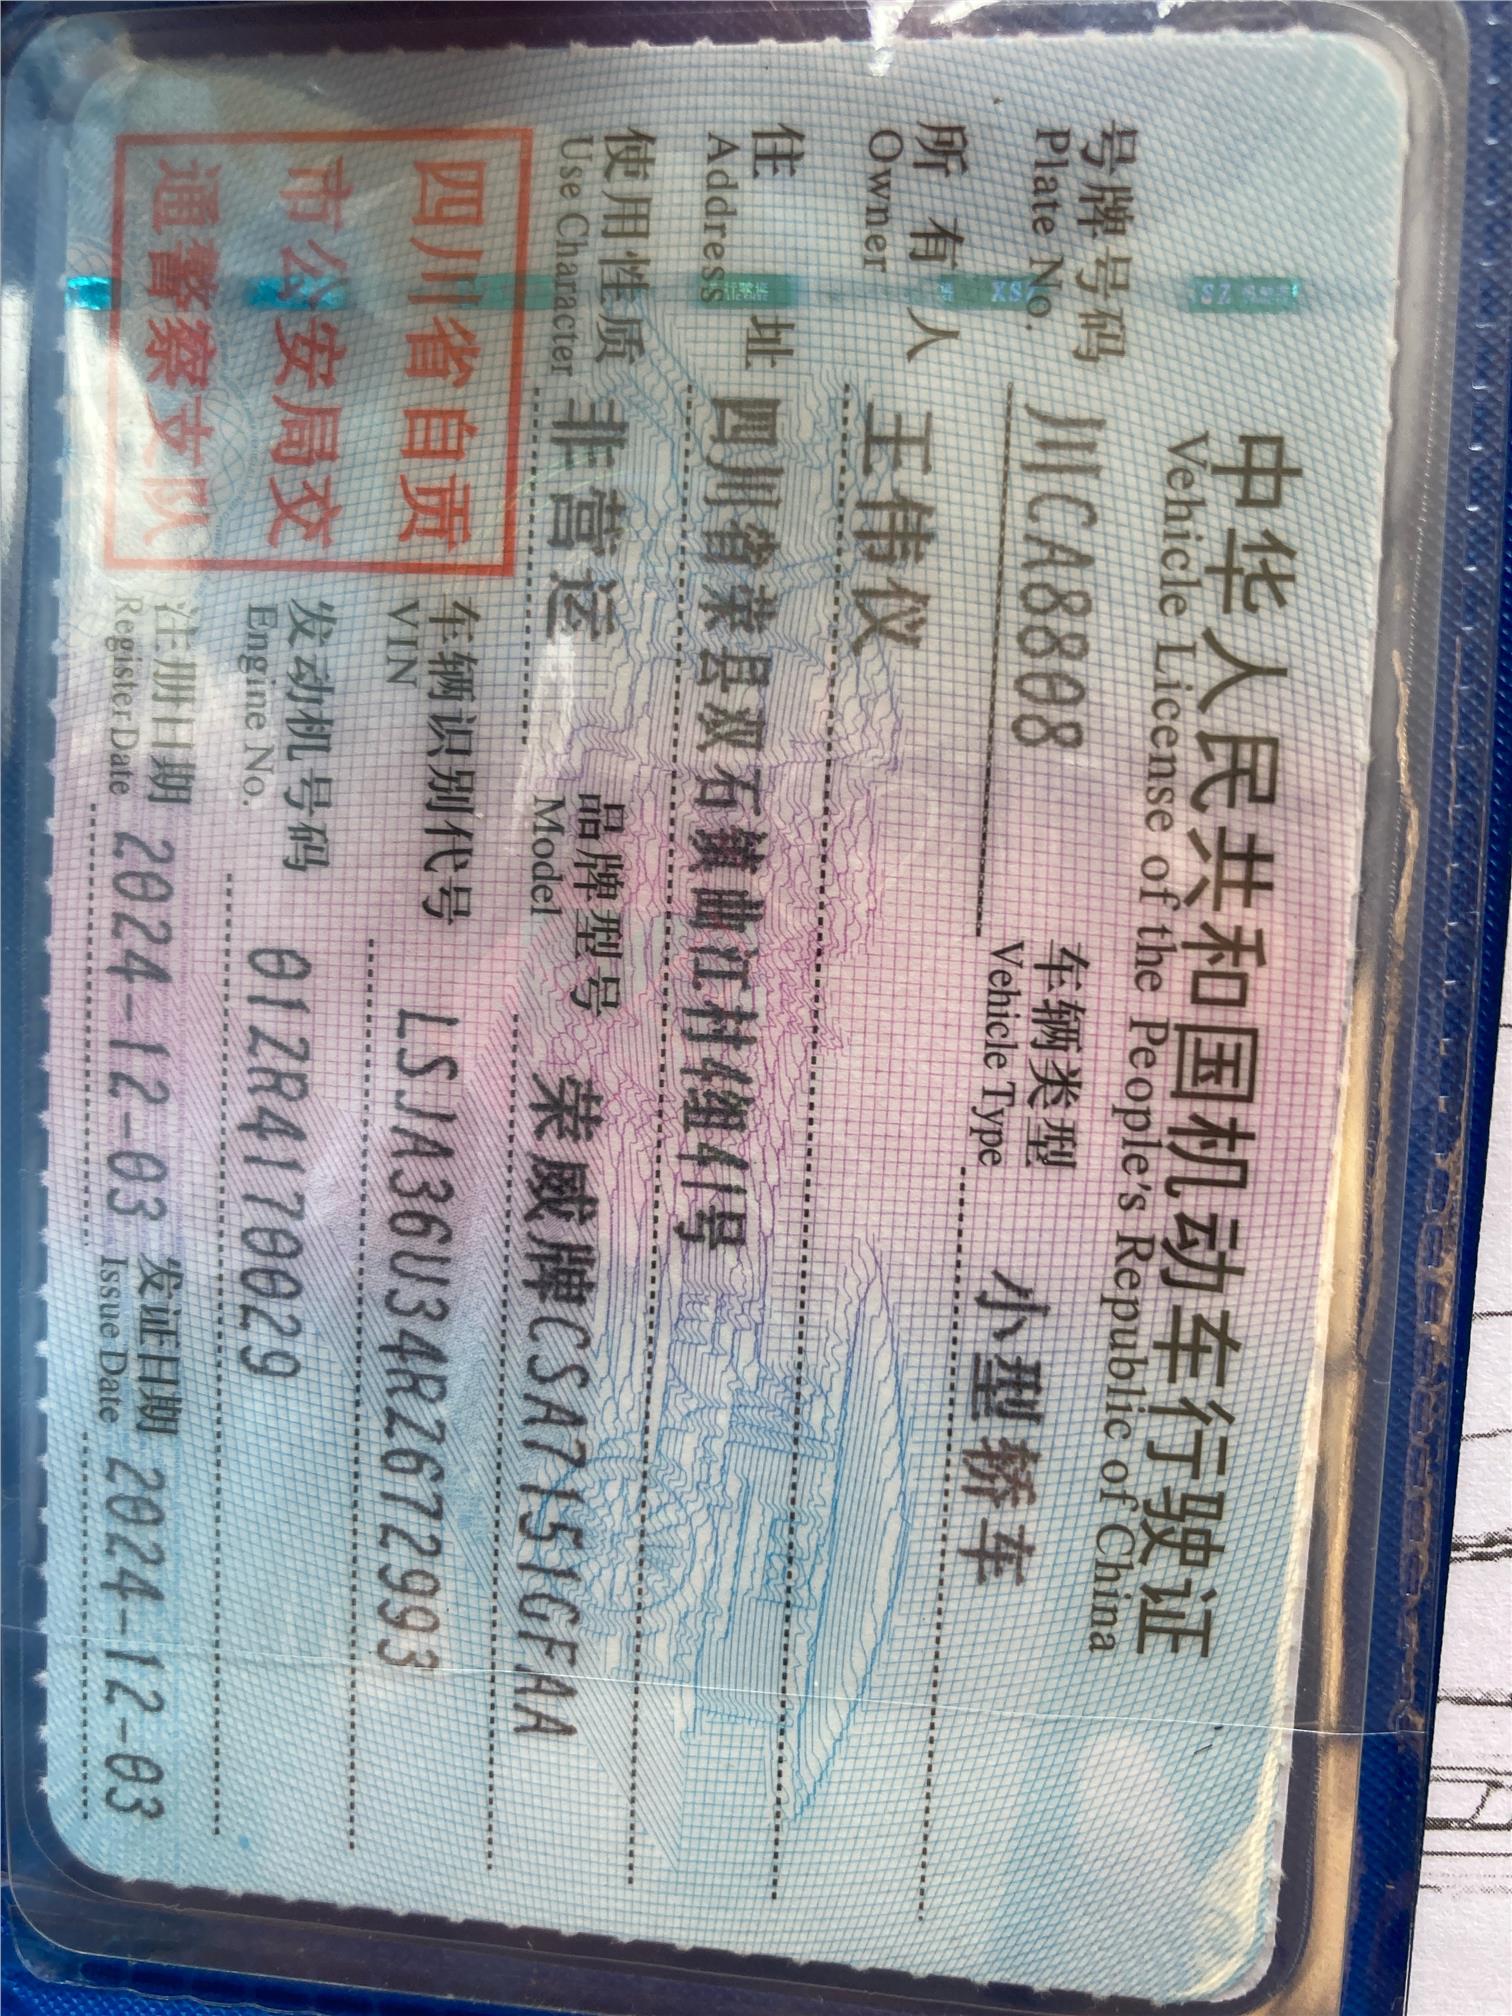 中华人民共和国机动车行驶证
Vehicle License of the People's Republic of China
号牌号码 川CA8808 车辆类型 小型轿车
Plate No. Vehicle Type
所有人 王伟仪
Owner
住址 四川省荣县双石镇曲江村4组41号
Address
使用性质 非营运 品牌型号 荣威牌CSA7151GFAA
Use Character Model
四川省自贡
市公安局交
通警察支队
车辆识别代号 LSJA36U34RZ672993
VIN
发动机号码 012R4170029
Engine No.
注册日期 2024-12-03 发证日期 2024-12-03
Register Date Issue Date